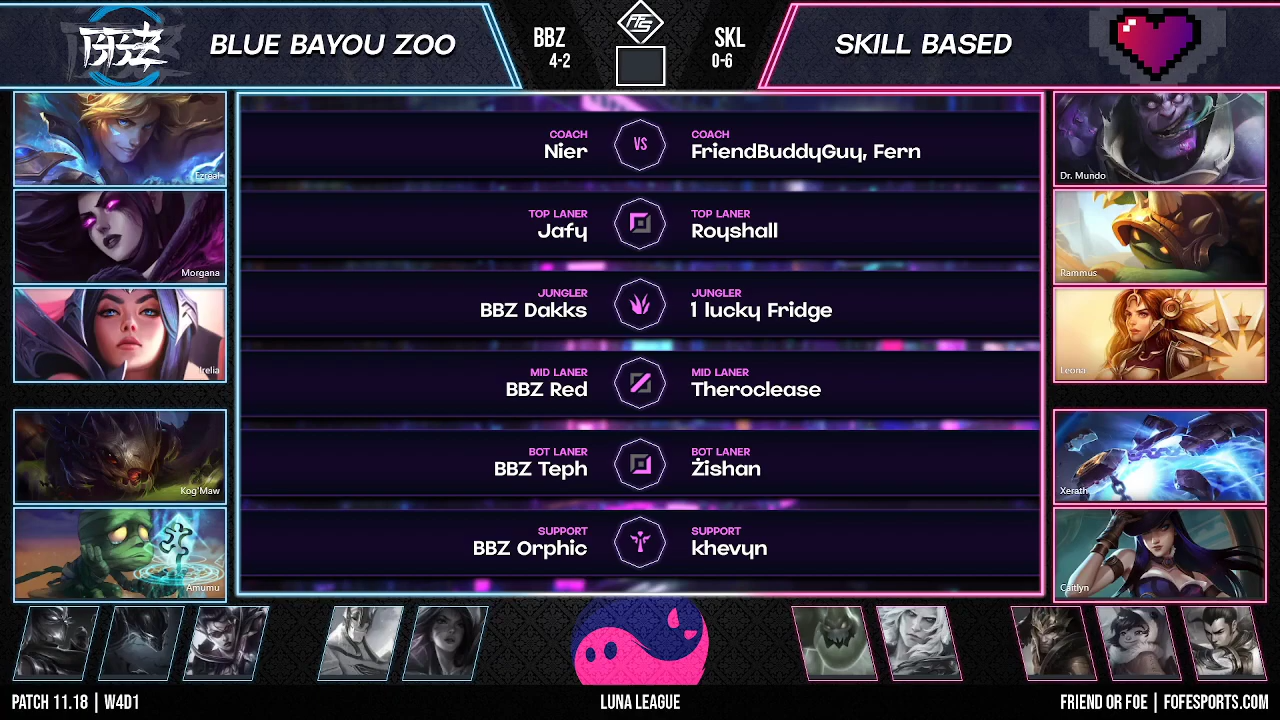 BLUE BAYOU ZOO
BBZ
4-2
FFS
SKL
0-6
SKILL BASED
Ezreal
Morgana
Irelia
Kog'Maw
Amumu
COACH
Nier
VS
COACH
FriendBuddyGuy, Fern
TOP LANER
Jafy
TOP LANER
Royshall
JUNGLER
BBZ Dakks
JUNGLER
1 lucky Fridge
MID LANER
BBZ Red
MID LANER
Theroclease
BOT LANER
BBZ Teph
BOT LANER
Żishan
SUPPORT
BBZ Orphic
SUPPORT
khevyn
Dr. Mundo
Rammus
Leona
Xerath
Caitlyn
PATCH 11.18 | W4D1
LUNA LEAGUE
FRIEND OR FOE | FOFESPORTS.COM